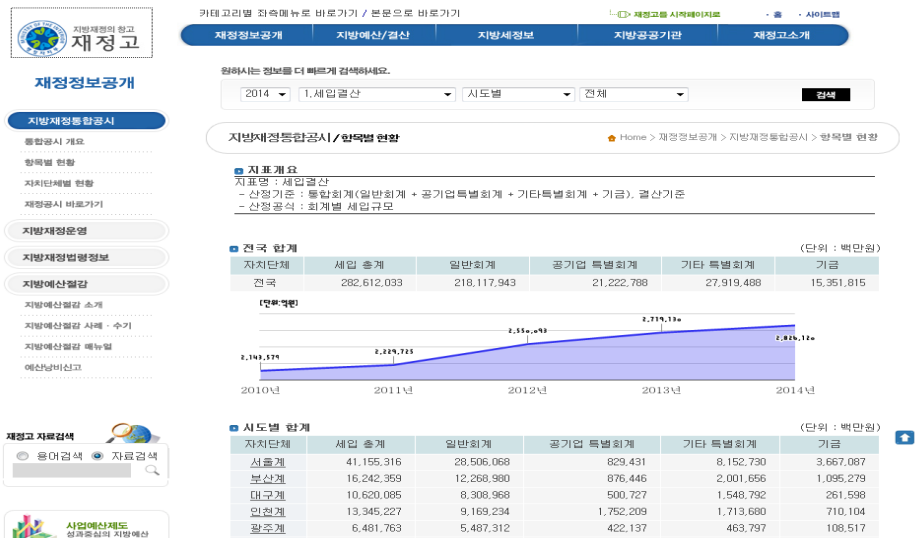 카테고리별 좌측메뉴로 바로가기 / 본문으로 바로가기
재정고를 시작페이지로
· 홈 · 사이트맵
지방재정의 창고
재정고
재정정보공개 지방예산/결산 지방세정보 지방공공기관 재정고소개
재정정보공개
원하시는 정보를 더 빠르게 검색하세요.
2014 1.세입결산 시도별 전체 검색
지방재정통합공시
통합공시 개요
항목별 현황
자치단체별 현황
재정공시 바로가기
지방재정운영
지방재정법령정보
지방예산절감
지방예산절감 소개
지방예산절감 사례 · 수기
지방예산절감 매뉴얼
예산낭비신고
재정고 자료검색
용어검색 자료검색
사업예산제도
성과중심의 지방예산
지방재정통합공시 / 항목별 현황
Home > 재정정보공개 > 지방재정통합공시 > 항목별 현황
지표개요
지표명 : 세입결산
- 산정기준 : 통합회계(일반회계 + 공기업특별회계 + 기타특별회계 + 기금), 결산기준
- 산정공식 : 회계별 세입규모
전국 합계 (단위 : 백만원)
자치단체 세입 총계 일반회계 공기업 특별회계 기타 특별회계 기금
전국 282,612,033 218,117,943 21,222,788 27,919,488 15,351,815
[단위:억원]
2,143,579 2,229,725 2,550,093 2,719,130 2,826,120
2010년 2011년 2012년 2013년 2014년
시도별 합계 (단위 : 백만원)
자치단체 세입 총계 일반회계 공기업 특별회계 기타 특별회계 기금
서울계 41,155,316 28,506,068 829,431 8,152,730 3,667,087
부산계 16,242,359 12,268,980 876,446 2,001,656 1,095,279
대구계 10,620,085 8,308,968 500,727 1,548,792 261,598
인천계 13,345,227 9,169,234 1,752,209 1,713,680 710,104
광주계 6,481,763 5,487,312 422,137 463,797 108,517